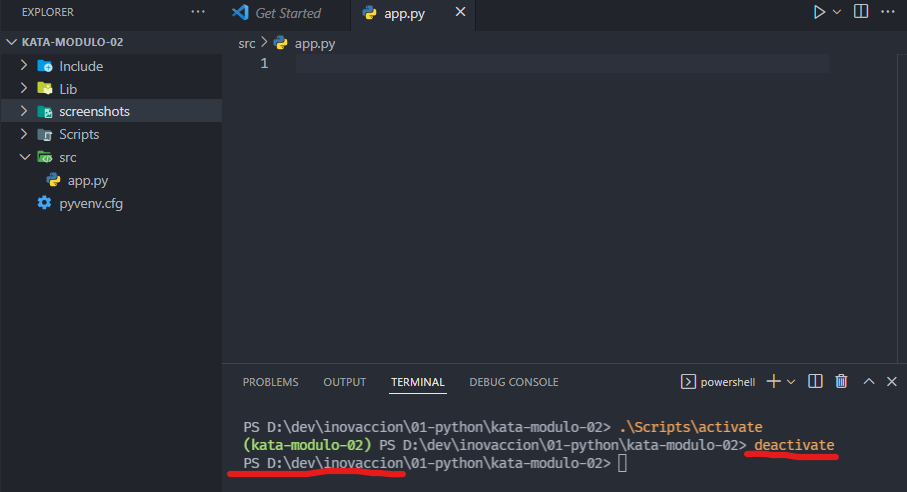 EXPLORER
Get Started
app.py
KATA-MODULO-02
src
app.py
Include
1
Lib
screenshots
Scripts
src
app.py
pyvenv.cfg
PROBLEMS
OUTPUT
TERMINAL
DEBUG CONSOLE
powershell
PS D:\dev\inovaccion\01-python\kata-modulo-02> .\Scripts\activate
(kata-modulo-02) PS D:\dev\inovaccion\01-python\kata-modulo-02> deactivate
PS D:\dev\inovaccion\01-python\kata-modulo-02>